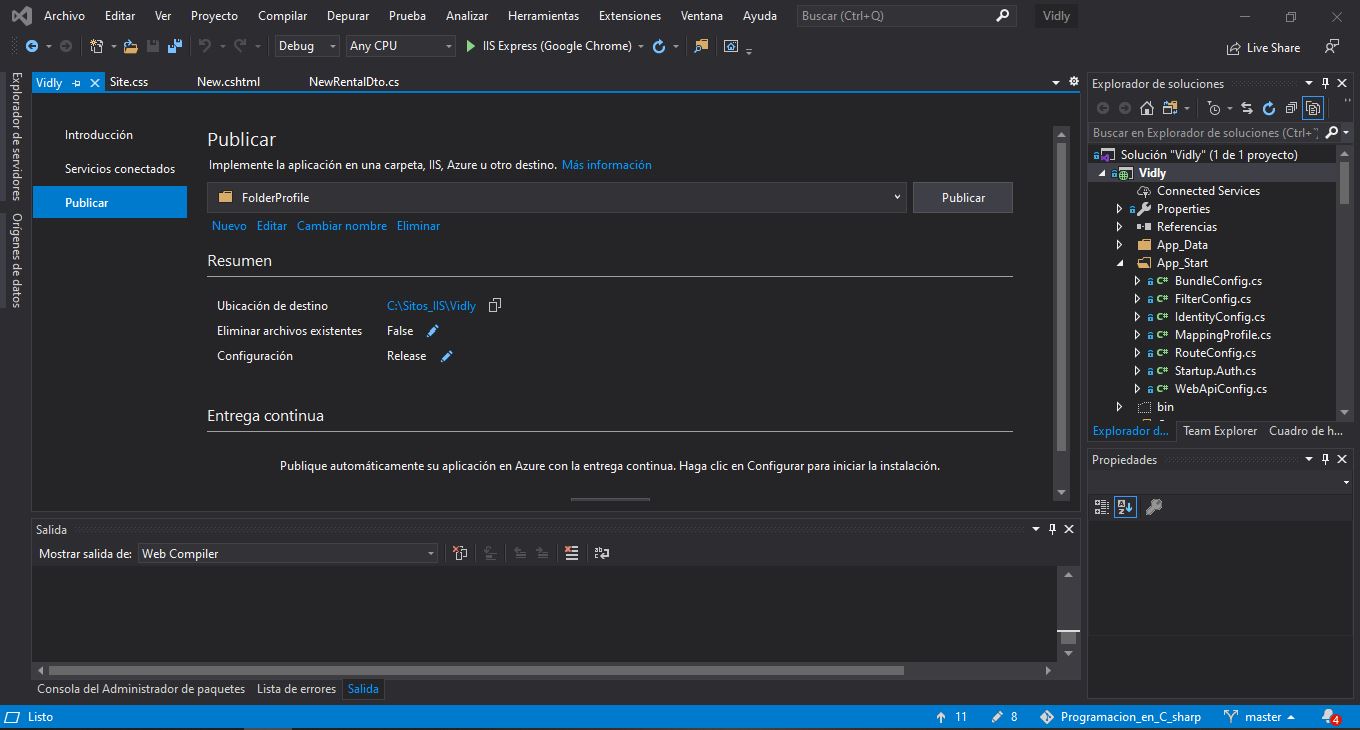 Archivo Editar Ver Proyecto Compilar Depurar Prueba Analizar Herramientas Extensiones Ventana Ayuda Buscar (Ctrl+Q) Vidly
Debug Any CPU IIS Express (Google Chrome) Live Share
Explorador de servidores
Orígenes de datos
Vidly Site.css New.cshtml NewRentalDto.cs
Introducción
Servicios conectados
Publicar
Publicar
Implemente la aplicación en una carpeta, IIS, Azure u otro destino. Más información
FolderProfile Publicar
Nuevo Editar Cambiar nombre Eliminar
Resumen
Ubicación de destino C:\Sitos_IIS\Vidly
Eliminar archivos existentes False
Configuración Release
Entrega continua
Publique automáticamente su aplicación en Azure con la entrega continua. Haga clic en Configurar para iniciar la instalación.
Salida
Mostrar salida de: Web Compiler
Consola del Administrador de paquetes Lista de errores Salida
Explorador de soluciones
Buscar en Explorador de soluciones (Ctrl+
Solución "Vidly" (1 de 1 proyecto)
Vidly
Connected Services
Properties
Referencias
App_Data
App_Start
C# BundleConfig.cs
C# FilterConfig.cs
C# IdentityConfig.cs
C# MappingProfile.cs
C# RouteConfig.cs
C# Startup.Auth.cs
C# WebApiConfig.cs
bin
Explorador d... Team Explorer Cuadro de h...
Propiedades
Listo 11 8 Programacion_en_C_sharp master 4